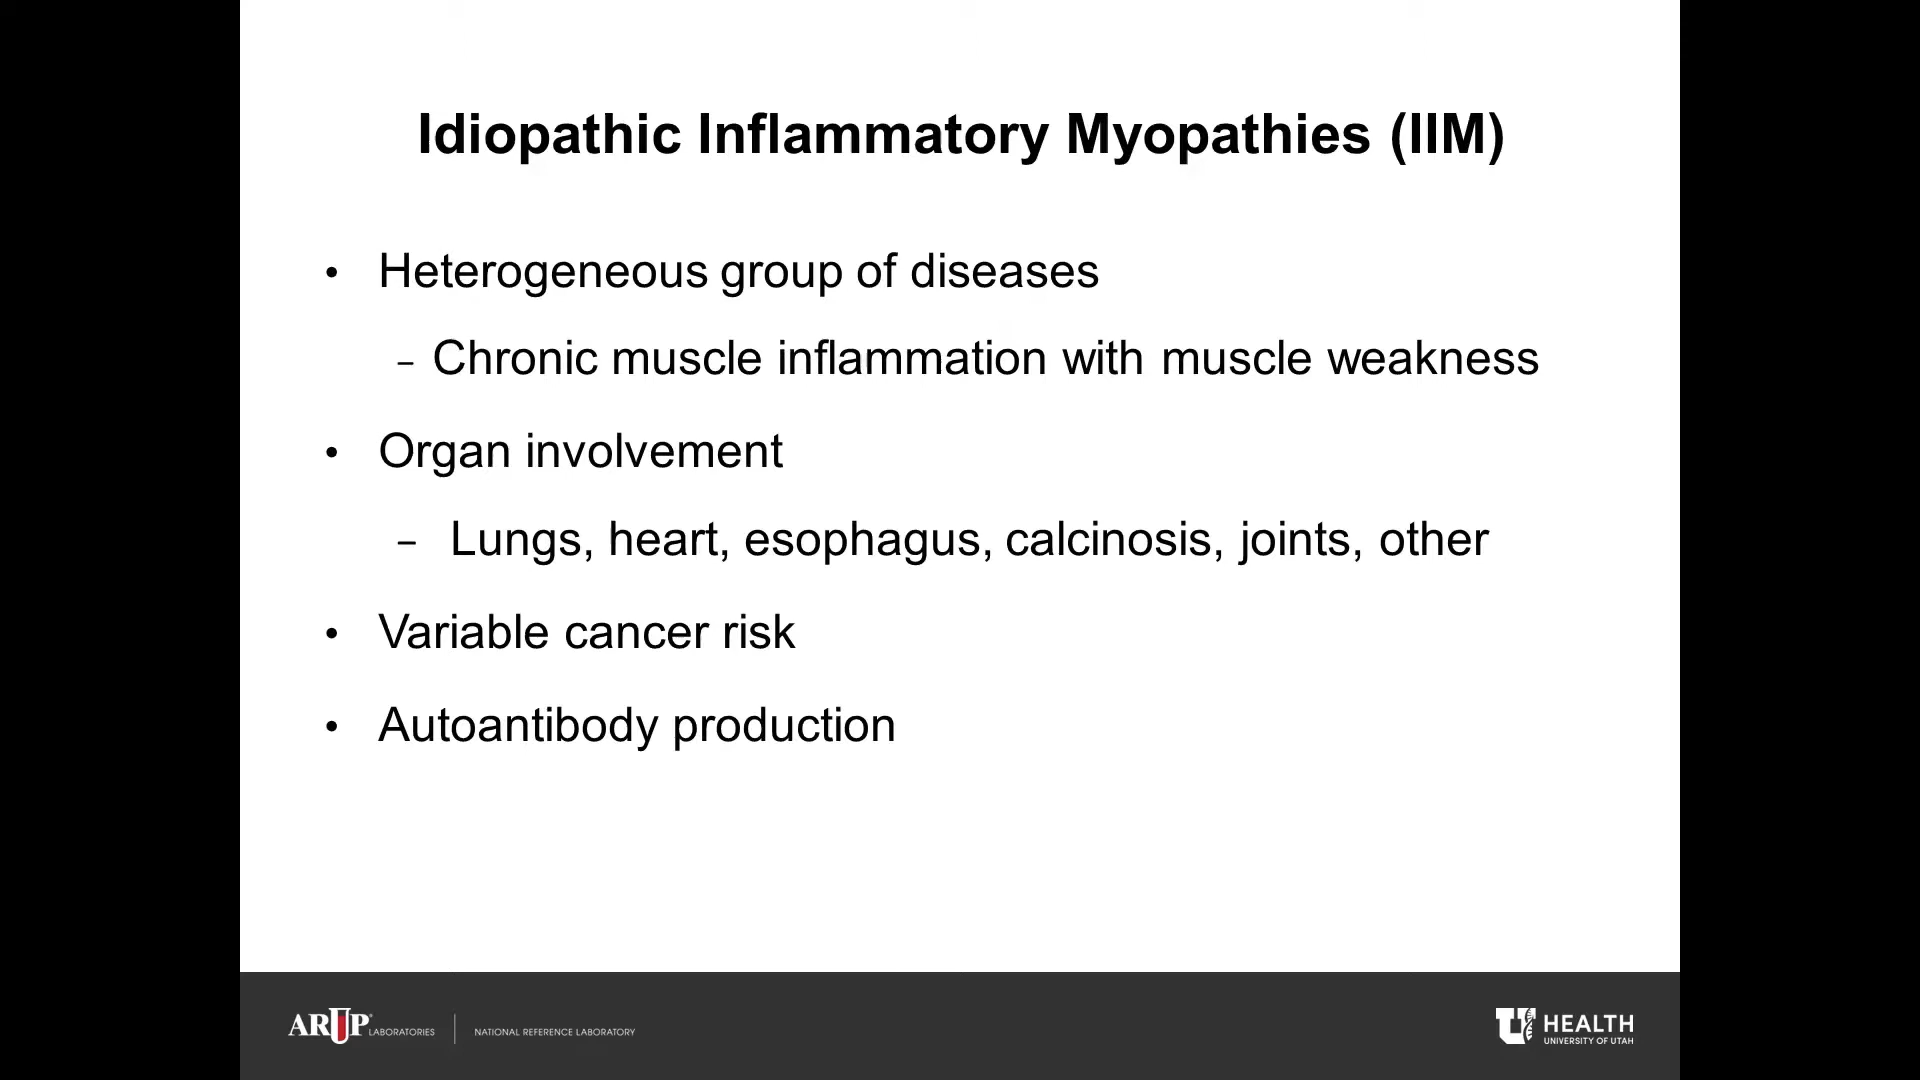 Idiopathic Inflammatory Myopathies (IIM)
• Heterogeneous group of diseases
– Chronic muscle inflammation with muscle weakness
• Organ involvement
– Lungs, heart, esophagus, calcinosis, joints, other
• Variable cancer risk
• Autoantibody production
ARUP LABORATORIES | NATIONAL REFERENCE LABORATORY
U HEALTH
UNIVERSITY OF UTAH